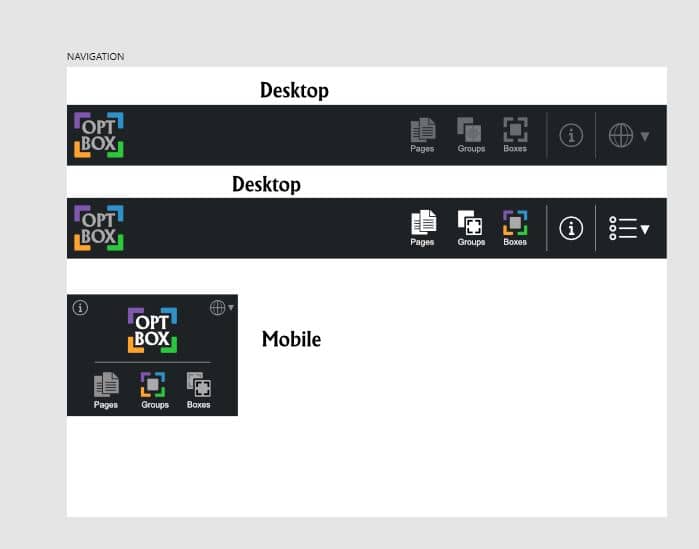 NAVIGATION
Desktop
OPT
BOX
Pages Groups Boxes
Desktop
OPT
BOX
Pages Groups Boxes
OPT
BOX
Mobile
Pages Groups Boxes